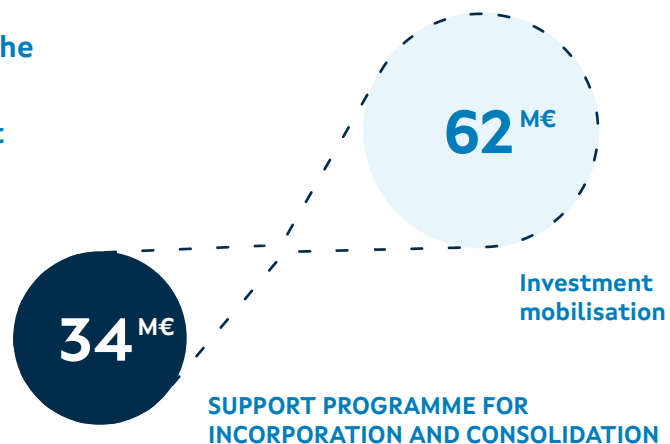 he
t
62 M€
Investment
mobilisation
34 M€
SUPPORT PROGRAMME FOR
INCORPORATION AND CONSOLIDATION